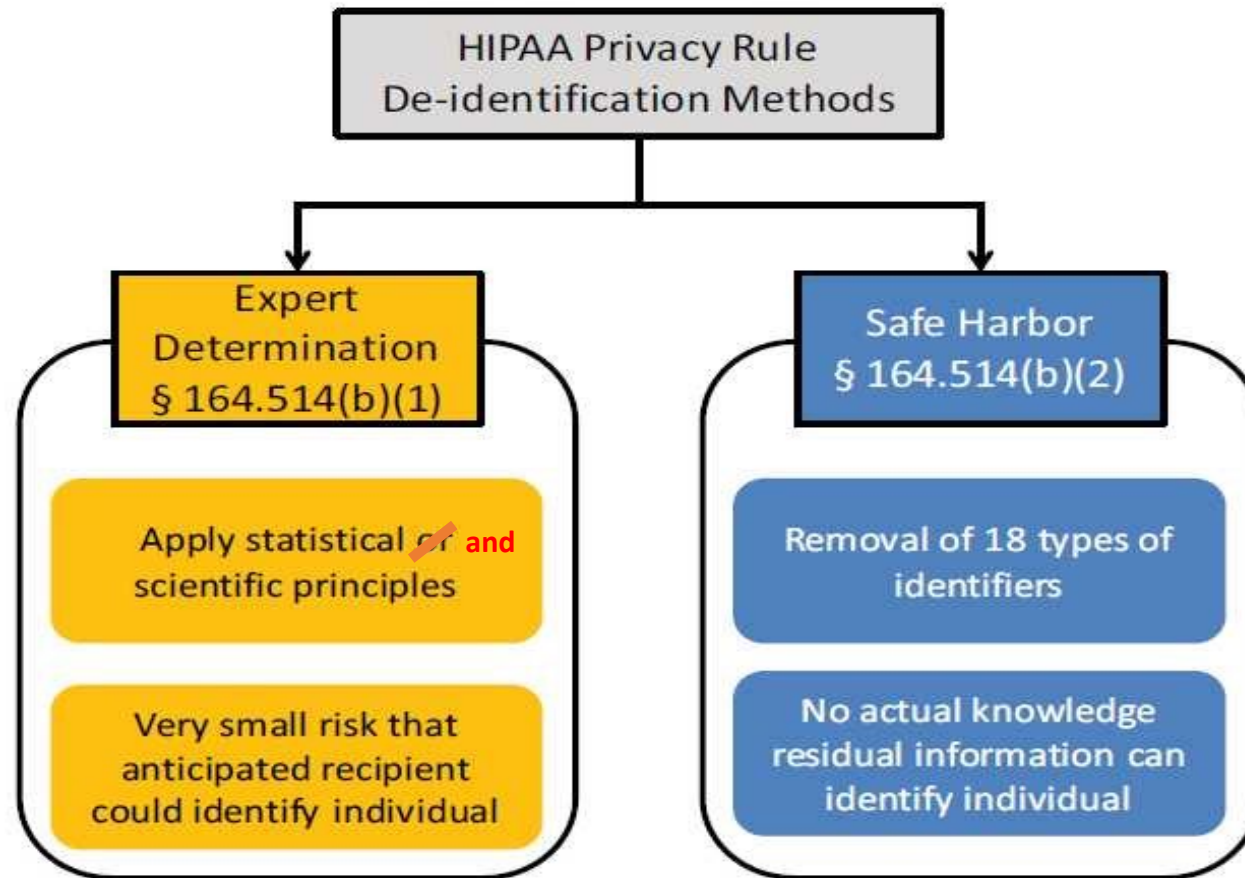 HIPAA Privacy Rule
De-identification Methods
Expert
Determination
§ 164.514(b)(1)
Apply statistical or and
scientific principles
Very small risk that
anticipated recipient
could identify individual
Safe Harbor
§ 164.514(b)(2)
Removal of 18 types of
identifiers
No actual knowledge
residual information can
identify individual